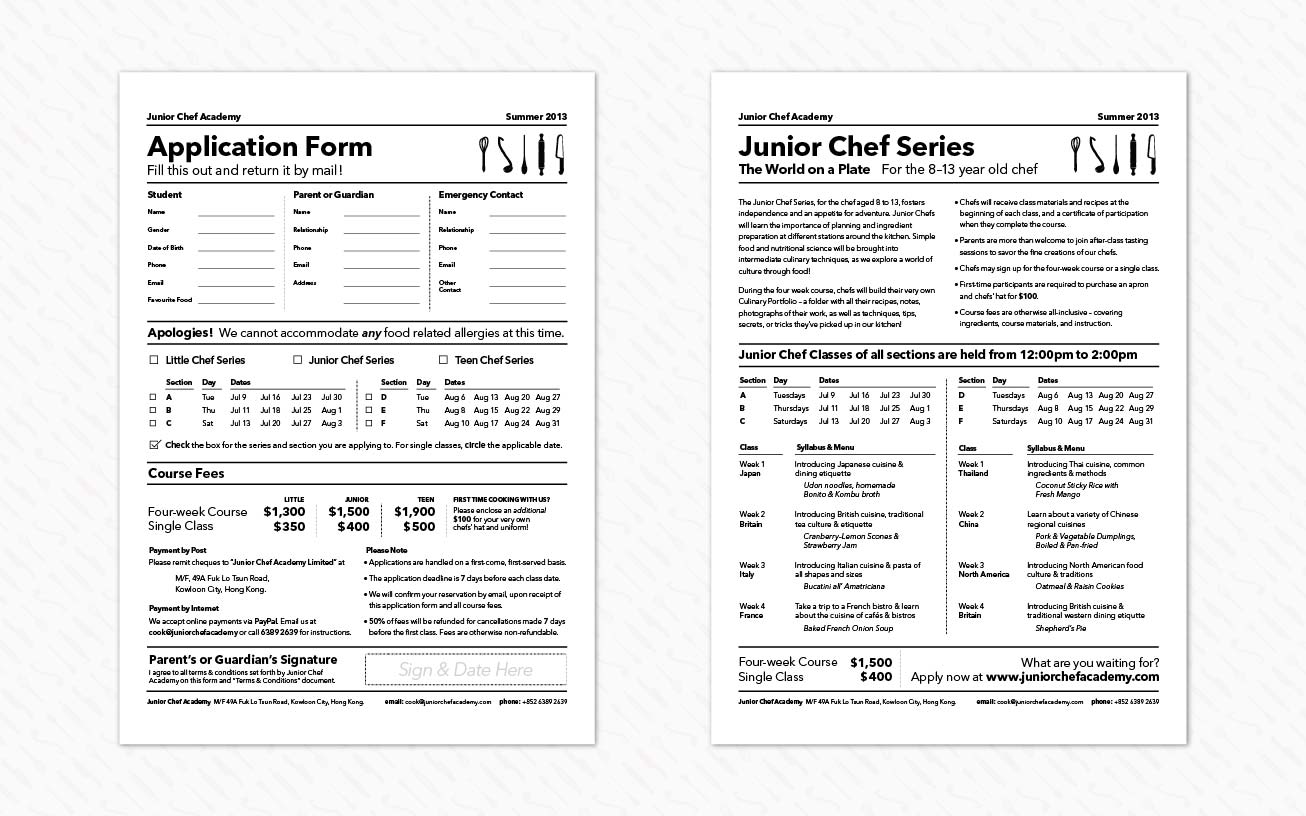 Junior Chef Academy Summer 2013
Application Form
Fill this out and return it by mail!
Student Parent or Guardian Emergency Contact
Name Name Name
Gender Relationship Relationship
Date of Birth Phone Phone
Phone Email Email
Email Address Other
Contact
Favourite Food
Apologies! We cannot accommodate any food related allergies at this time.
Little Chef Series Junior Chef Series Teen Chef Series
Section Day Dates Section Day Dates
A Tue Jul 9 Jul 16 Jul 23 Jul 30 D Tue Aug 6 Aug 13 Aug 20 Aug 27
B Thu Jul 11 Jul 18 Jul 25 Aug 1 E Thu Aug 8 Aug 15 Aug 22 Aug 29
C Sat Jul 13 Jul 20 Jul 27 Aug 3 F Sat Aug 10 Aug 17 Aug 24 Aug 31
Check the box for the series and section you are applying to. For single classes, circle the applicable date.
Course Fees
LITTLE JUNIOR TEEN
Four-week Course $1,300 $1,500 $1,900
Single Class $350 $400 $500
FIRST TIME COOKING WITH US?
Please enclose an additional
$100 for your very own
chefs' hat and uniform!
Payment by Post
Please remit cheques to "Junior Chef Academy Limited" at
M/F, 49A Fuk Lo Tsun Road,
Kowloon City, Hong Kong.
Payment by Internet
We accept online payments via PayPal. Email us at
cook@juniorchefacademy or call 6389 2639 for instructions.
Please Note
• Applications are handled on a first-come, first-served basis.
• The application deadline is 7 days before each class date.
• We will confirm your reservation by email, upon receipt of
this application form and all course fees.
• 50% of fees will be refunded for cancellations made 7 days
before the first class. Fees are otherwise non-refundable.
Parent's or Guardian's Signature
I agree to all terms & conditions set forth by Junior Chef
Academy on this form and "Terms & Conditions" document.
Sign & Date Here
Junior Chef Academy M/F 49A Fuk Lo Tsun Road, Kowloon City, Hong Kong. email: cook@juniorchefacademy.com phone: +852 6389 2639
Junior Chef Academy Summer 2013
Junior Chef Series
The World on a Plate For the 8–13 year old chef
The Junior Chef Series, for the chef aged 8 to 13, fosters
independence and an appetite for adventure. Junior Chefs
will learn the importance of planning and ingredient
preparation at different stations around the kitchen. Simple
food and nutritional science will be brought into
intermediate culinary techniques, as we explore a world of
culture through food!
During the four week course, chefs will build their very own
Culinary Portfolio – a folder with all their recipes, notes,
photographs of their work, as well as techniques, tips,
secrets, or tricks they've picked up in our kitchen!
• Chefs will receive class materials and recipes at the
beginning of each class, and a certificate of participation
when they complete the course.
• Parents are more than welcome to join after-class tasting
sessions to savor the fine creations of our chefs.
• Chefs may sign up for the four-week course or a single class.
• First-time participants are required to purchase an apron
and chefs' hat for $100.
• Course fees are otherwise all-inclusive – covering
ingredients, course materials, and instruction.
Junior Chef Classes of all sections are held from 12:00pm to 2:00pm
Section Day Dates Section Day Dates
A Tuesdays Jul 9 Jul 16 Jul 23 Jul 30 D Tuesdays Aug 6 Aug 13 Aug 20 Aug 27
B Thursdays Jul 11 Jul 18 Jul 25 Aug 1 E Thursdays Aug 8 Aug 15 Aug 22 Aug 29
C Saturdays Jul 13 Jul 20 Jul 27 Aug 3 F Saturdays Aug 10 Aug 17 Aug 24 Aug 31
Class Syllabus & Menu
Week 1 Introducing Japanese cuisine &
Japan dining etiquette
Udon noodles, homemade
Bonito & Kombu broth
Week 2 Introducing British cuisine, traditional
Britain tea culture & etiquette
Cranberry-Lemon Scones &
Strawberry Jam
Week 3 Introducing Italian cuisine & pasta of
Italy all shapes and sizes
Bucatini all' Amatriciana
Week 4 Take a trip to a French bistro & learn
France about the cuisine of cafés & bistros
Baked French Onion Soup
Class Syllabus & Menu
Week 1 Introducing Thai cuisine, common
Thailand ingredients & methods
Coconut Sticky Rice with
Fresh Mango
Week 2 Learn about a variety of Chinese
China regional cuisines
Pork & Vegetable Dumplings,
Boiled & Pan-fried
Week 3 Introducing North American food
North America culture & traditions
Oatmeal & Raisin Cookies
Week 4 Introducing British cuisine &
Britain traditional western dining etiqutte
Shepherd's Pie
Four-week Course $1,500
Single Class $400
What are you waiting for?
Apply now at www.juniorchefacademy.com
Junior Chef Academy M/F 49A Fuk Lo Tsun Road, Kowloon City, Hong Kong. email: cook@juniorchefacademy.com phone: +852 6389 2639